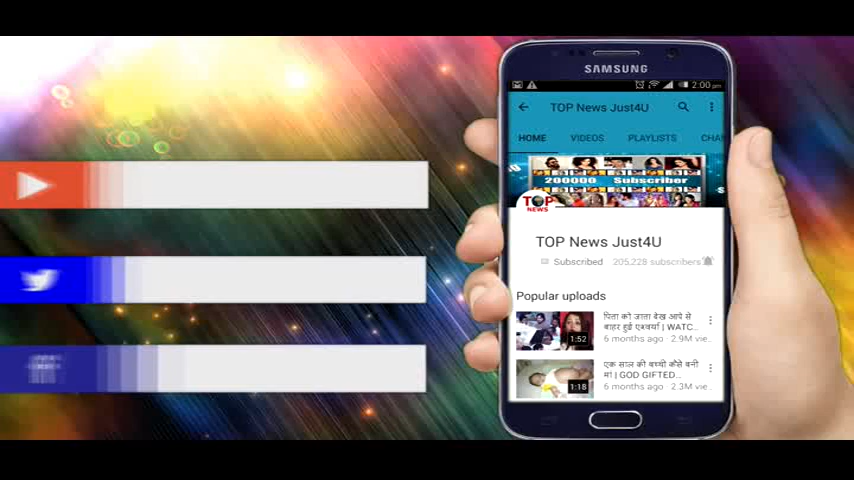 SAMSUNG
2:00 pm
TOP News Just4U
HOME VIDEOS PLAYLISTS CHAN
200000 Subscriber
TOP
NEWS
TOP News Just4U
Subscribed 205,228 subscribers
Popular uploads
पिता को जाता देख आपे से
बाहर हुई एश्वर्या | WATC...
6 months ago · 2.9M vie..
1:52
एक साल की बच्ची कैसे बनी
मां | GOD GIFTED...
6 months ago · 2.3M vie..
1:18